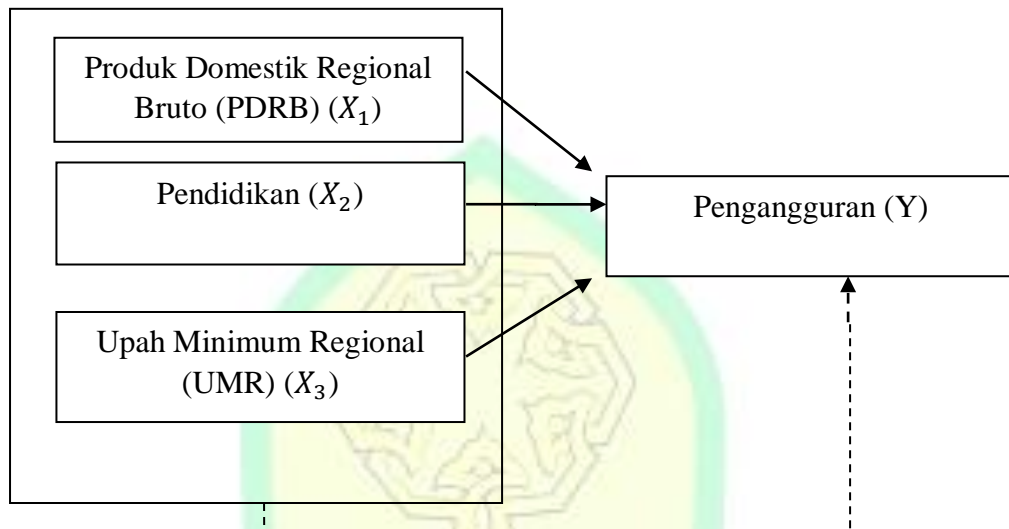 Produk Domestik Regional
Bruto (PDRB) (𝑋₁)
Pendidikan (𝑋₂)
Pengangguran (Y)
Upah Minimum Regional
(UMR) (𝑋₃)